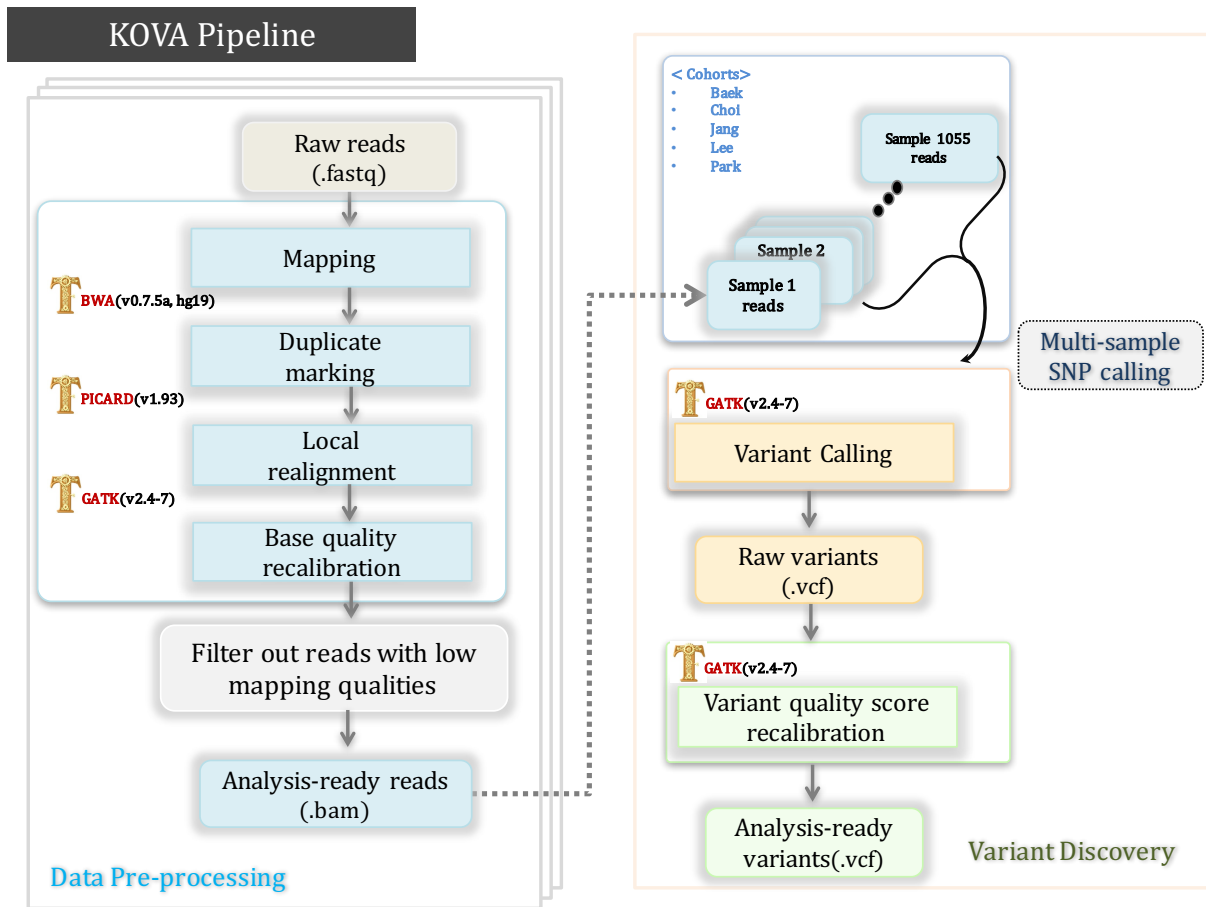 KOVA Pipeline
Raw reads
(.fastq)
Mapping
BWA(v0.7.5a, hg19)
Duplicate
marking
PICARD(v1.93)
Local
realignment
GATK(v2.4-7)
Base quality
recalibration
Filter out reads with low
mapping qualities
Analysis-ready reads
(.bam)
Data Pre-processing
< Cohorts>
• Baek
• Choi
• Jang
• Lee
• Park
Sample 1055
reads
Sample 2
Sample 1
reads
Multi-sample
SNP calling
GATK(v2.4-7)
Variant Calling
Raw variants
(.vcf)
GATK(v2.4-7)
Variant quality score
recalibration
Analysis-ready
variants(.vcf)
Variant Discovery